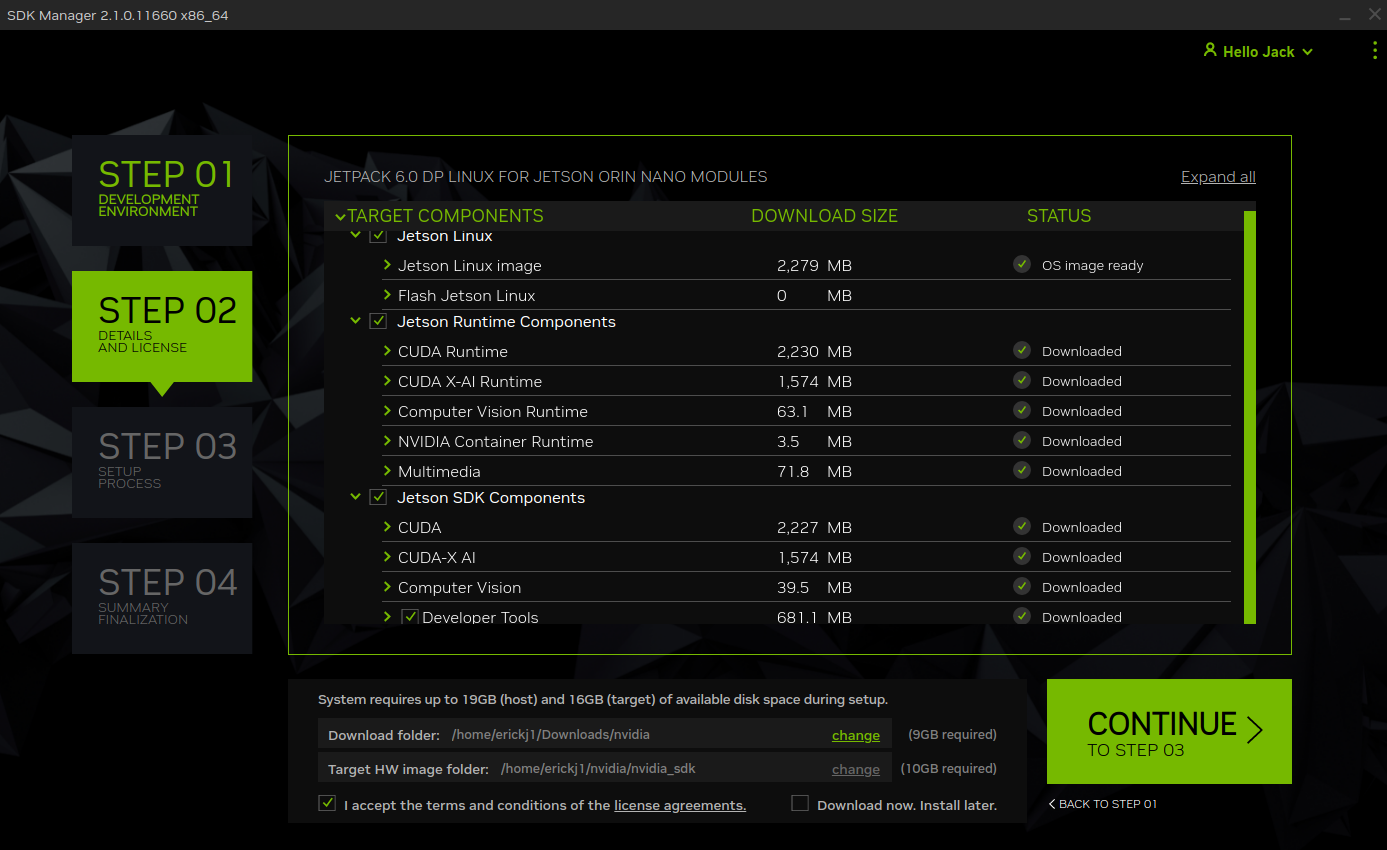 SDK Manager 2.1.0.11660 x86_64
Hello Jack
STEP 01
DEVELOPMENT
ENVIRONMENT
STEP 02
DETAILS
AND LICENSE
STEP 03
SETUP
PROCESS
STEP 04
SUMMARY
FINALIZATION
JETPACK 6.0 DP LINUX FOR JETSON ORIN NANO MODULES Expand all
TARGET COMPONENTS DOWNLOAD SIZE STATUS
Jetson Linux
Jetson Linux image 2,279 MB OS image ready
Flash Jetson Linux 0 MB
Jetson Runtime Components
CUDA Runtime 2,230 MB Downloaded
CUDA X-AI Runtime 1,574 MB Downloaded
Computer Vision Runtime 63.1 MB Downloaded
NVIDIA Container Runtime 3.5 MB Downloaded
Multimedia 71.8 MB Downloaded
Jetson SDK Components
CUDA 2,227 MB Downloaded
CUDA-X AI 1,574 MB Downloaded
Computer Vision 39.5 MB Downloaded
Developer Tools 681.1 MB Downloaded
System requires up to 19GB (host) and 16GB (target) of available disk space during setup.
Download folder: /home/erickj1/Downloads/nvidia change (9GB required)
Target HW image folder: /home/erickj1/nvidia/nvidia_sdk change (10GB required)
I accept the terms and conditions of the license agreements. Download now. Install later.
CONTINUE
TO STEP 03
BACK TO STEP 01